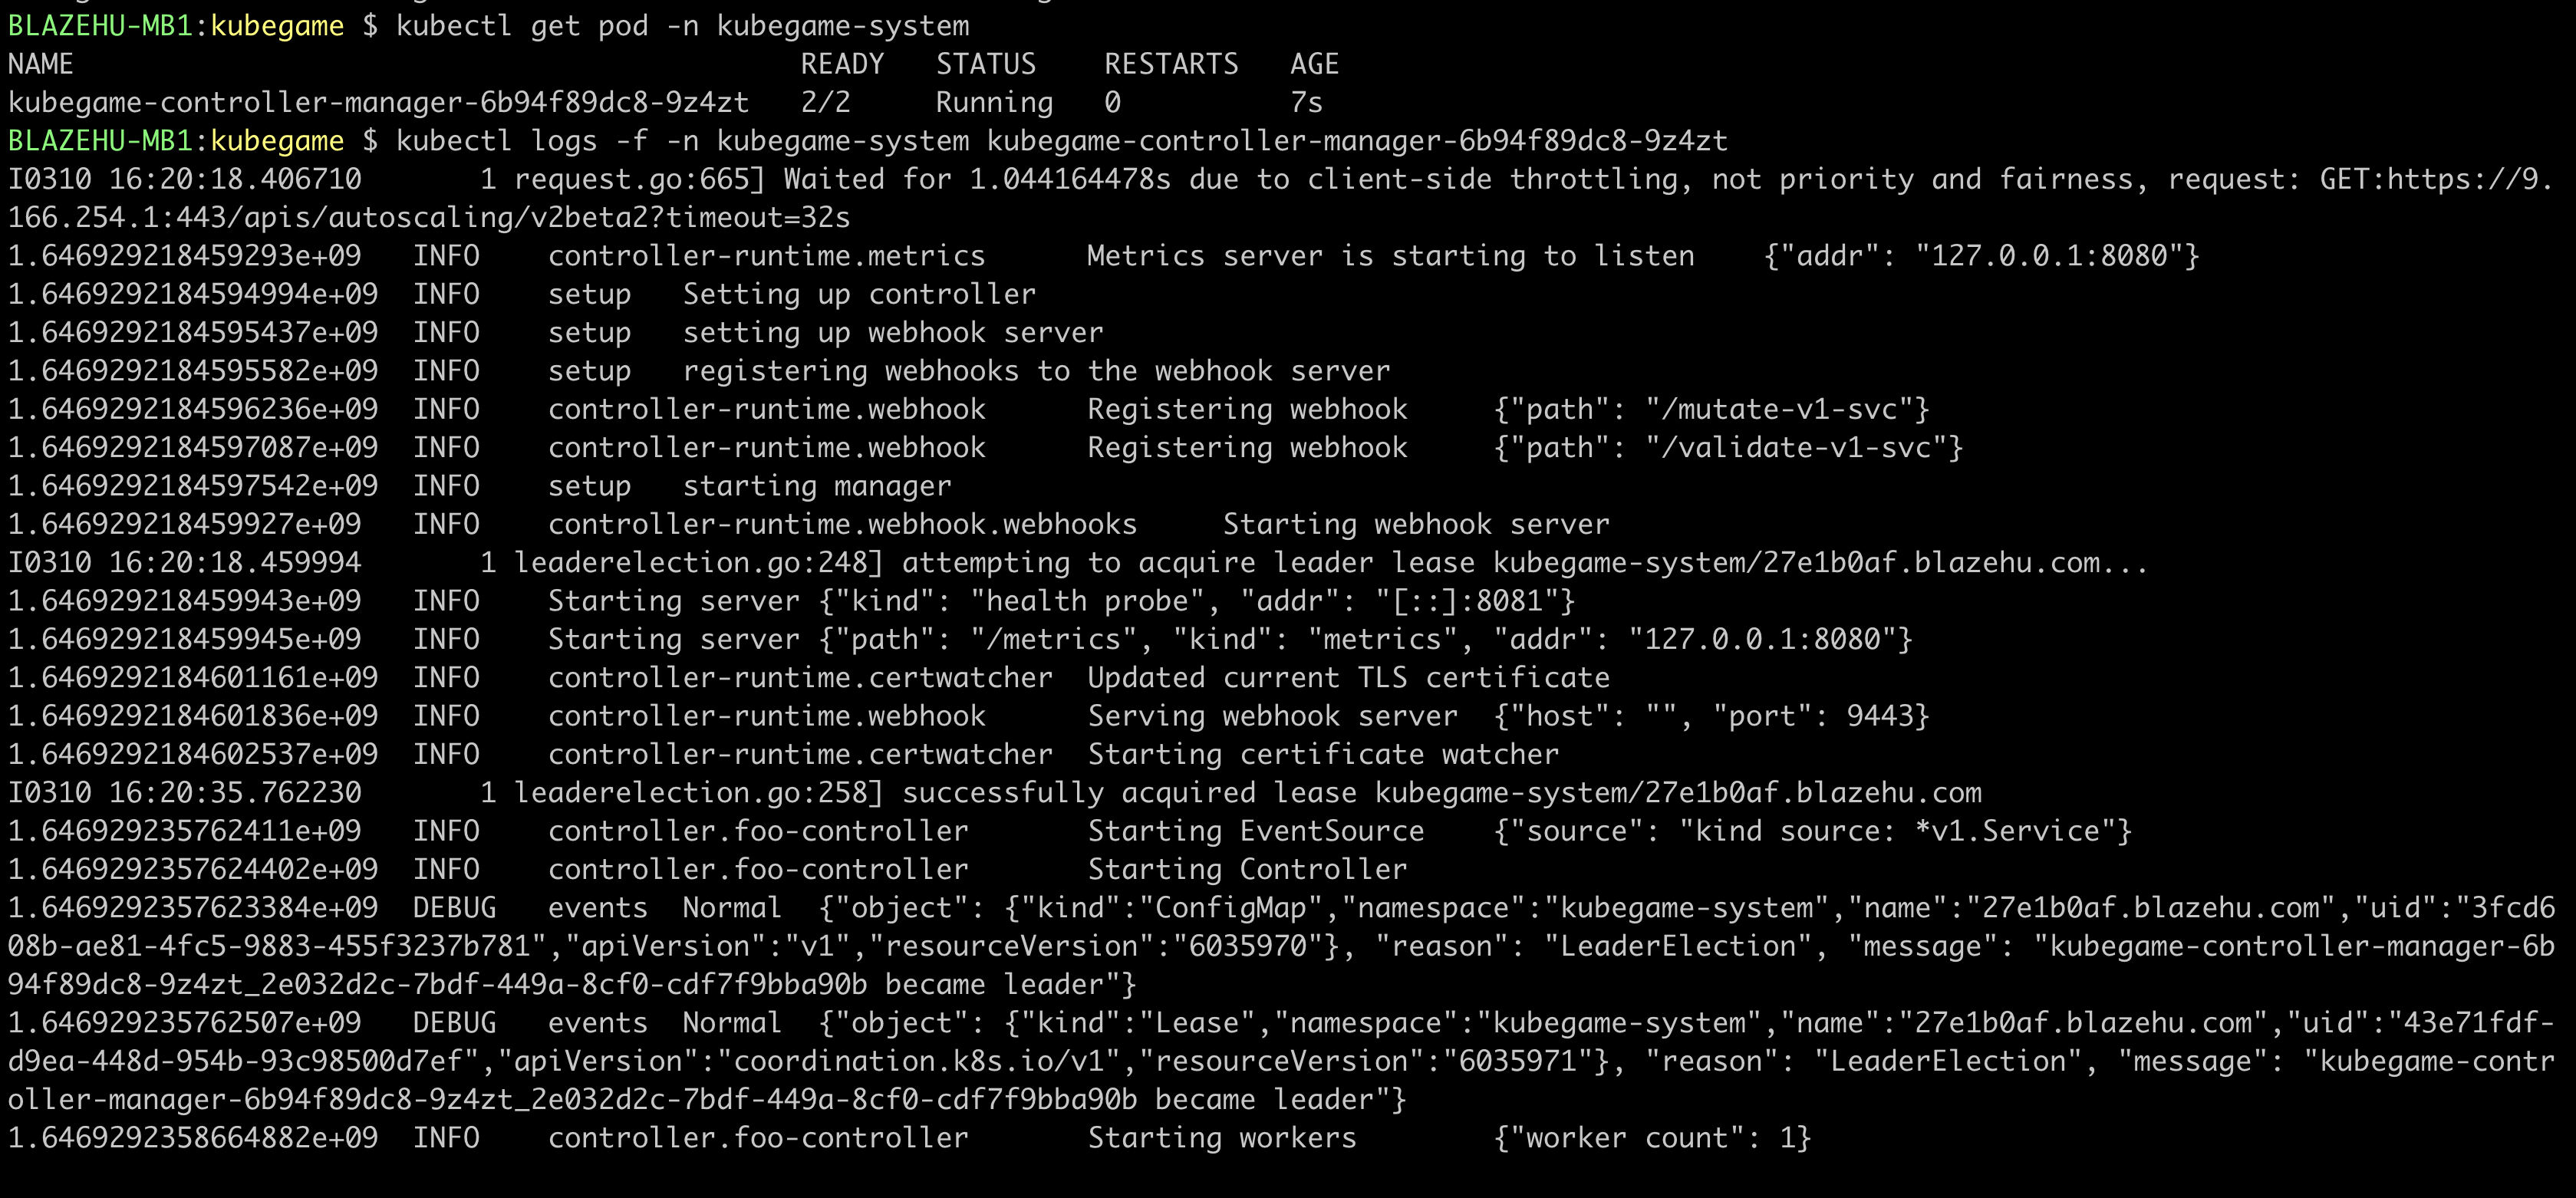 BLAZEHU-MB1:kubegame $ kubectl get pod -n kubegame-system
NAME                                           READY   STATUS    RESTARTS   AGE
kubegame-controller-manager-6b94f89dc8-9z4zt   2/2     Running   0          7s
BLAZEHU-MB1:kubegame $ kubectl logs -f -n kubegame-system kubegame-controller-manager-6b94f89dc8-9z4zt
I0310 16:20:18.406710       1 request.go:665] Waited for 1.044164478s due to client-side throttling, not priority and fairness, request: GET:https://9.
166.254.1:443/apis/autoscaling/v2beta2?timeout=32s
1.646929218459293e+09   INFO    controller-runtime.metrics      Metrics server is starting to listen    {"addr": "127.0.0.1:8080"}
1.6469292184594994e+09  INFO    setup   Setting up controller
1.6469292184595437e+09  INFO    setup   setting up webhook server
1.6469292184595582e+09  INFO    setup   registering webhooks to the webhook server
1.6469292184596236e+09  INFO    controller-runtime.webhook      Registering webhook     {"path": "/mutate-v1-svc"}
1.6469292184597087e+09  INFO    controller-runtime.webhook      Registering webhook     {"path": "/validate-v1-svc"}
1.6469292184597542e+09  INFO    setup   starting manager
1.646929218459927e+09   INFO    controller-runtime.webhook.webhooks     Starting webhook server
I0310 16:20:18.459994       1 leaderelection.go:248] attempting to acquire leader lease kubegame-system/27e1b0af.blazehu.com...
1.646929218459943e+09   INFO    Starting server {"kind": "health probe", "addr": "[::]:8081"}
1.646929218459945e+09   INFO    Starting server {"path": "/metrics", "kind": "metrics", "addr": "127.0.0.1:8080"}
1.6469292184601161e+09  INFO    controller-runtime.certwatcher  Updated current TLS certificate
1.6469292184601836e+09  INFO    controller-runtime.webhook      Serving webhook server  {"host": "", "port": 9443}
1.6469292184602537e+09  INFO    controller-runtime.certwatcher  Starting certificate watcher
I0310 16:20:35.762230       1 leaderelection.go:258] successfully acquired lease kubegame-system/27e1b0af.blazehu.com
1.646929235762411e+09   INFO    controller.foo-controller       Starting EventSource    {"source": "kind source: *v1.Service"}
1.6469292357624402e+09  INFO    controller.foo-controller       Starting Controller
1.6469292357623384e+09  DEBUG   events  Normal  {"object": {"kind":"ConfigMap","namespace":"kubegame-system","name":"27e1b0af.blazehu.com","uid":"3fcd6
08b-ae81-4fc5-9883-455f3237b781","apiVersion":"v1","resourceVersion":"6035970"}, "reason": "LeaderElection", "message": "kubegame-controller-manager-6b
94f89dc8-9z4zt_2e032d2c-7bdf-449a-8cf0-cdf7f9bba90b became leader"}
1.646929235762507e+09   DEBUG   events  Normal  {"object": {"kind":"Lease","namespace":"kubegame-system","name":"27e1b0af.blazehu.com","uid":"43e71fdf-
d9ea-448d-954b-93c98500d7ef","apiVersion":"coordination.k8s.io/v1","resourceVersion":"6035971"}, "reason": "LeaderElection", "message": "kubegame-contr
oller-manager-6b94f89dc8-9z4zt_2e032d2c-7bdf-449a-8cf0-cdf7f9bba90b became leader"}
1.6469292358664882e+09  INFO    controller.foo-controller       Starting workers        {"worker count": 1}